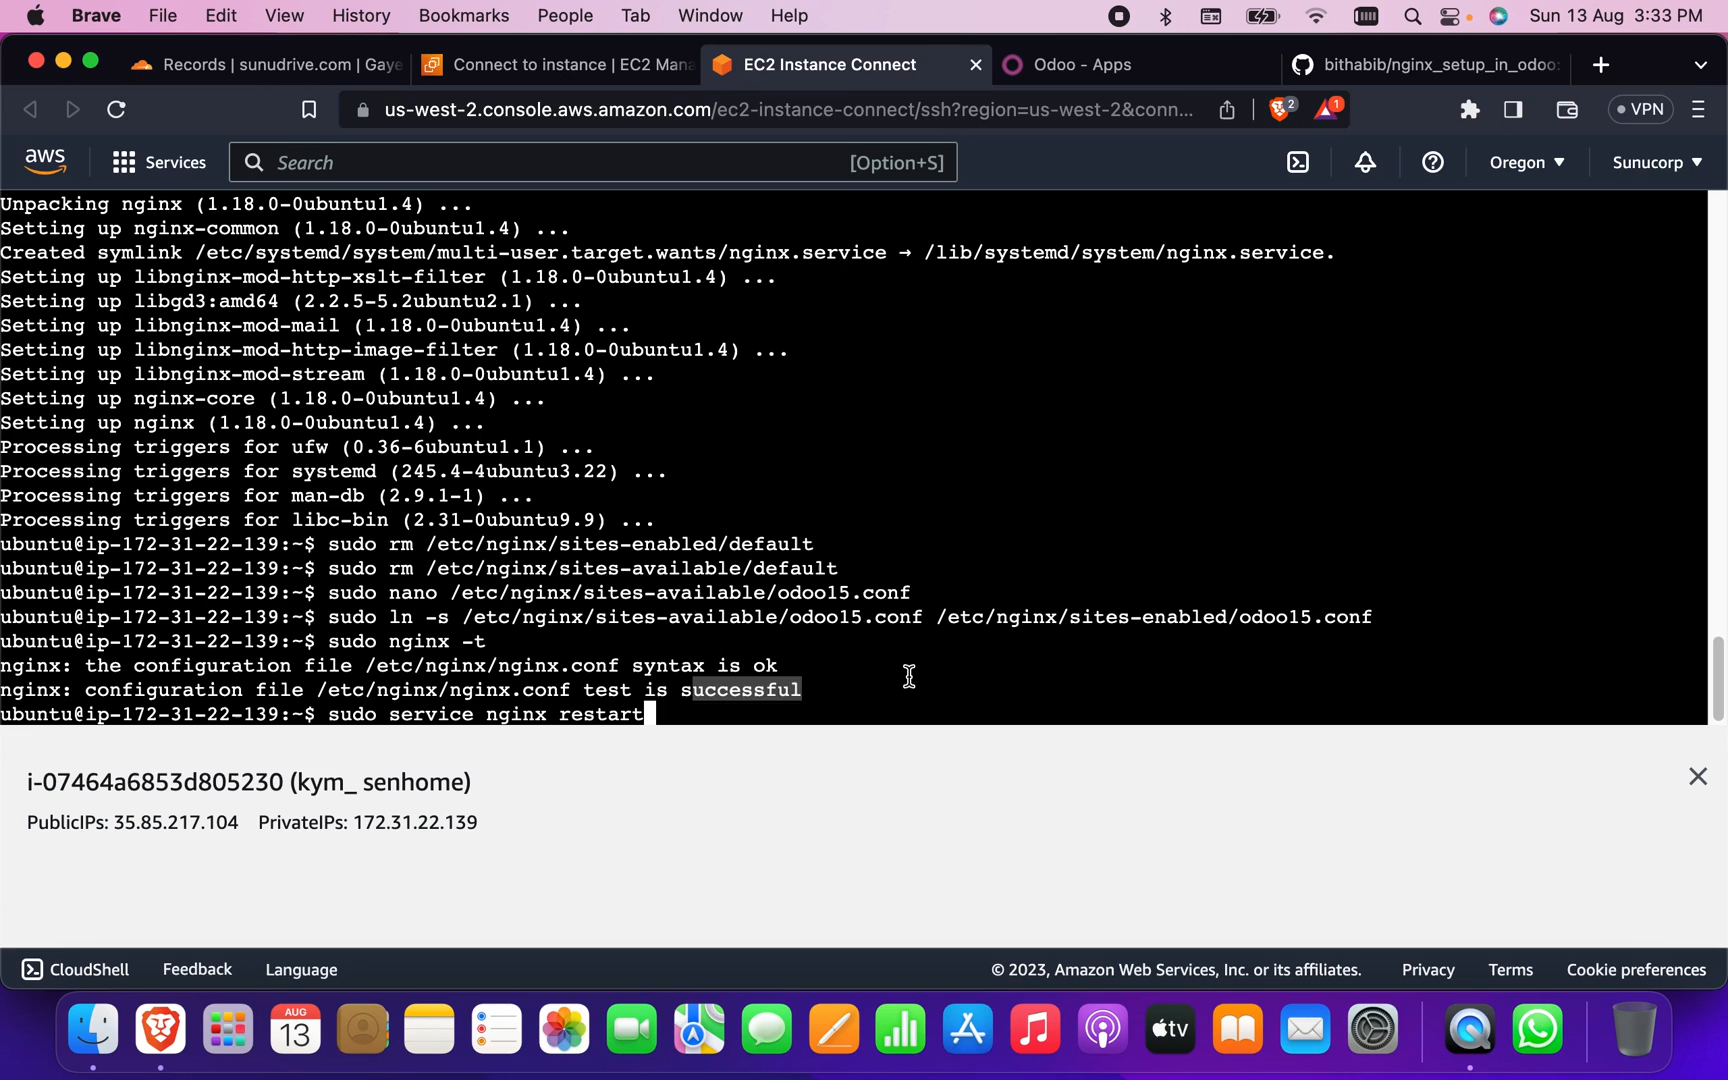 Brave File Edit View History Bookmarks People Tab Window Help Sun 13 Aug 3:33 PM
Records | sunudrive.com | Gaye Connect to instance | EC2 Mana EC2 Instance Connect Odoo - Apps bithabib/nginx_setup_in_odoo:
us-west-2.console.aws.amazon.com/ec2-instance-connect/ssh?region=us-west-2&conn... 2 1 VPN
aws Services Search [Option+S] Oregon Sunucorp
Unpacking nginx (1.18.0-0ubuntu1.4) ...
Setting up nginx-common (1.18.0-0ubuntu1.4) ...
Created symlink /etc/systemd/system/multi-user.target.wants/nginx.service → /lib/systemd/system/nginx.service.
Setting up libnginx-mod-http-xslt-filter (1.18.0-0ubuntu1.4) ...
Setting up libgd3:amd64 (2.2.5-5.2ubuntu2.1) ...
Setting up libnginx-mod-mail (1.18.0-0ubuntu1.4) ...
Setting up libnginx-mod-http-image-filter (1.18.0-0ubuntu1.4) ...
Setting up libnginx-mod-stream (1.18.0-0ubuntu1.4) ...
Setting up nginx-core (1.18.0-0ubuntu1.4) ...
Setting up nginx (1.18.0-0ubuntu1.4) ...
Processing triggers for ufw (0.36-6ubuntu1.1) ...
Processing triggers for systemd (245.4-4ubuntu3.22) ...
Processing triggers for man-db (2.9.1-1) ...
Processing triggers for libc-bin (2.31-0ubuntu9.9) ...
ubuntu@ip-172-31-22-139:~$ sudo rm /etc/nginx/sites-enabled/default
ubuntu@ip-172-31-22-139:~$ sudo rm /etc/nginx/sites-available/default
ubuntu@ip-172-31-22-139:~$ sudo nano /etc/nginx/sites-available/odoo15.conf
ubuntu@ip-172-31-22-139:~$ sudo ln -s /etc/nginx/sites-available/odoo15.conf /etc/nginx/sites-enabled/odoo15.conf
ubuntu@ip-172-31-22-139:~$ sudo nginx -t
nginx: the configuration file /etc/nginx/nginx.conf syntax is ok
nginx: configuration file /etc/nginx/nginx.conf test is successful
ubuntu@ip-172-31-22-139:~$ sudo service nginx restart
i-07464a6853d805230 (kym_ senhome)
PublicIPs: 35.85.217.104 PrivateIPs: 172.31.22.139
CloudShell Feedback Language © 2023, Amazon Web Services, Inc. or its affiliates. Privacy Terms Cookie preferences
AUG
13
tv